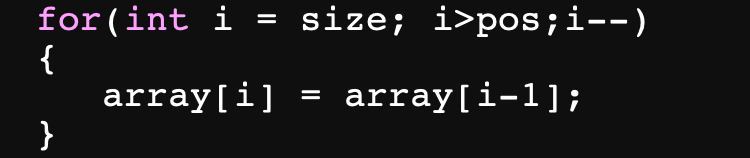 for(int i = size; i>pos;i--)
{
array[i] = array[i-1];
}